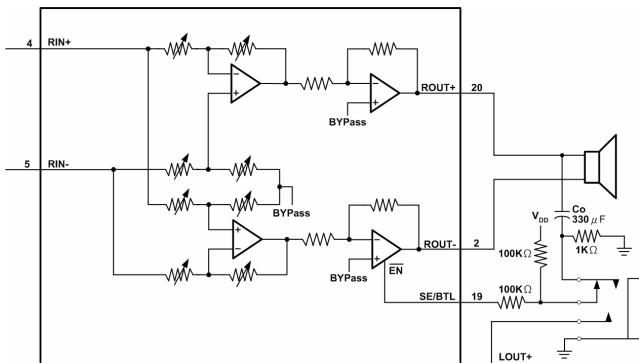 4 RIN+
ROUT+ 20
BYPass
5 RIN-
BYPass
Co
330 μF
VDD
1KΩ
ROUT- 2
100KΩ
BYPass
EN
SE/BTL 19
100KΩ
LOUT+